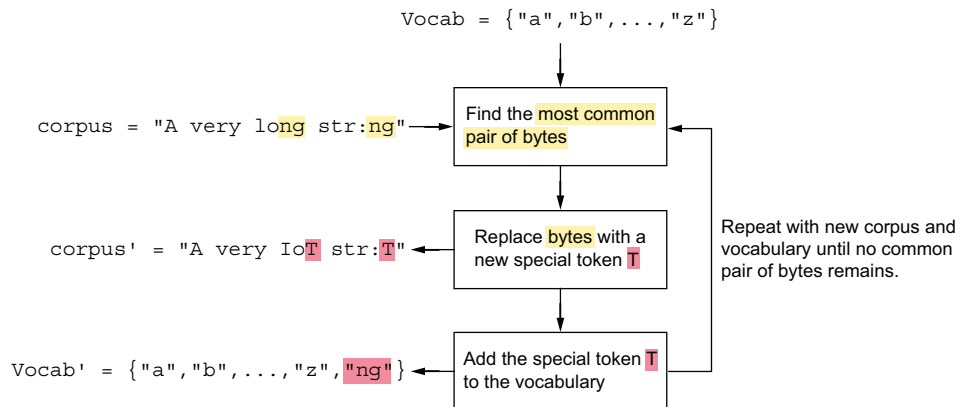 Vocab = {"a","b",...,"z"}
corpus = "A very long str:ng"
Find the most common
pair of bytes
corpus' = "A very IoT str:T"
Replace bytes with a
new special token T
Repeat with new corpus and
vocabulary until no common
pair of bytes remains.
Vocab' = {"a","b",...,"z","ng"}
Add the special token T
to the vocabulary